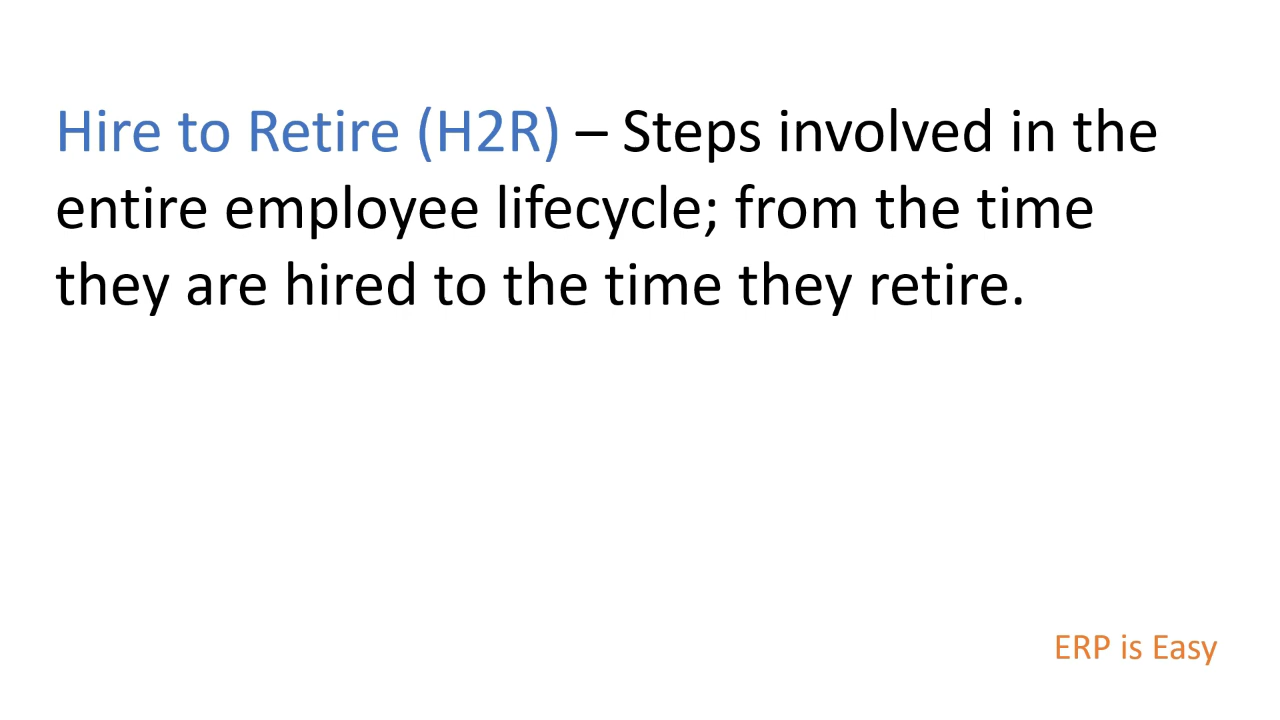 Hire to Retire (H2R) – Steps involved in the
entire employee lifecycle; from the time
they are hired to the time they retire.
ERP is Easy